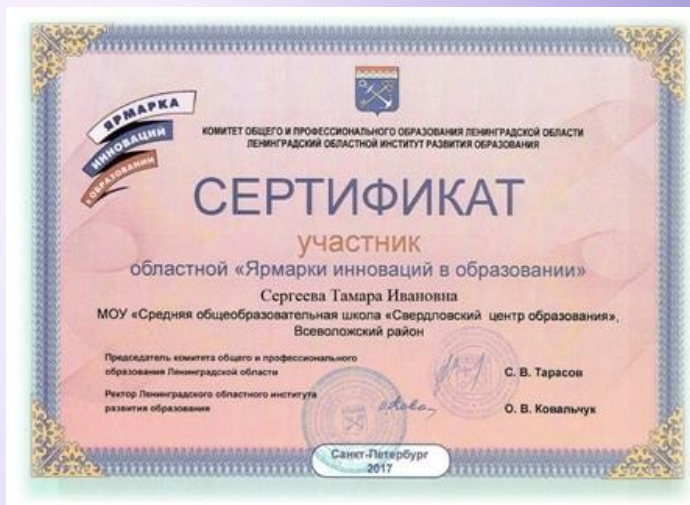 ЯРМАРКА
ИННОВАЦИЙ
В ОБРАЗОВАНИИ
КОМИТЕТ ОБЩЕГО И ПРОФЕССИОНАЛЬНОГО ОБРАЗОВАНИЯ ЛЕНИНГРАДСКОЙ ОБЛАСТИ
ЛЕНИНГРАДСКИЙ ОБЛАСТНОЙ ИНСТИТУТ РАЗВИТИЯ ОБРАЗОВАНИЯ
СЕРТИФИКАТ
участник
областной «Ярмарки инноваций в образовании»
Сергеева Тамара Ивановна
МОУ «Средняя общеобразовательная школа «Свердловский центр образования»,
Всеволожский район
Председатель комитета общего и профессионального
образования Ленинградской области
С. В. Тарасов
Ректор Ленинградского областного института
развития образования
О. В. Ковальчук
Санкт-Петербург
2017